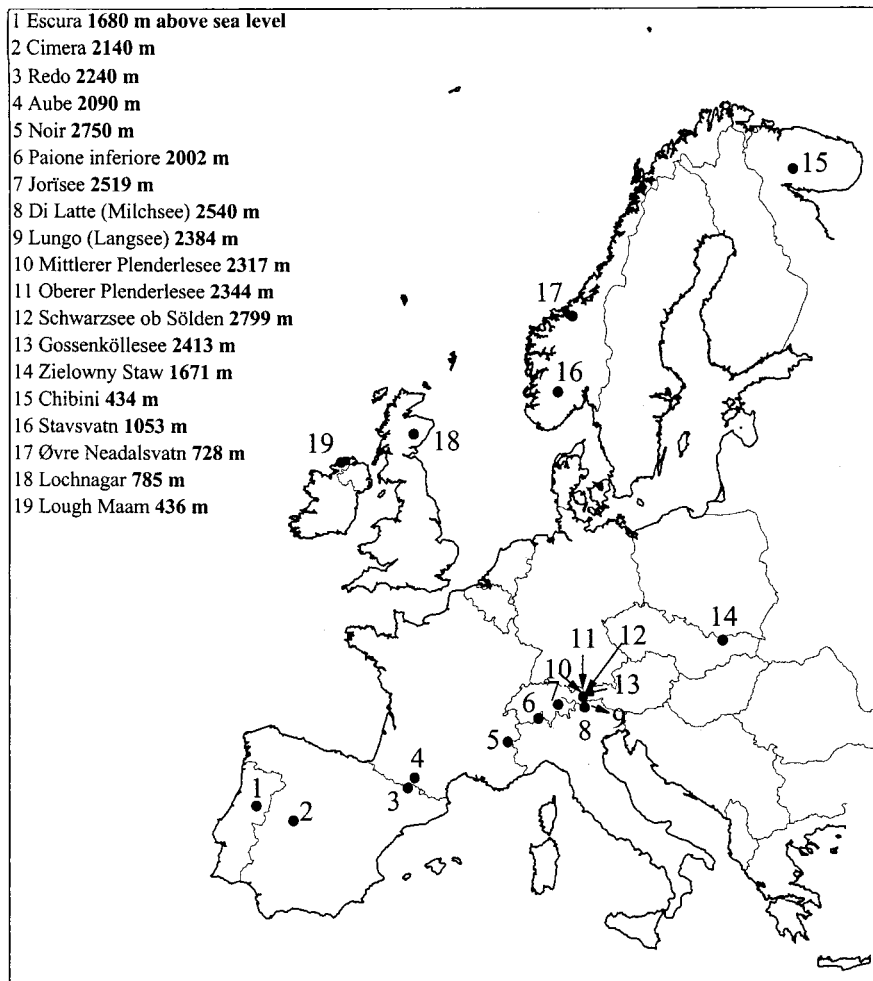 1 Escura 1680 m above sea level
2 Cimera 2140 m
3 Redo 2240 m
4 Aube 2090 m
5 Noir 2750 m
6 Paione inferiore 2002 m
7 Jorïsee 2519 m
8 Di Latte (Milchsee) 2540 m
9 Lungo (Langsee) 2384 m
10 Mittlerer Plenderlesee 2317 m
11 Oberer Plenderlesee 2344 m
12 Schwarzsee ob Sölden 2799 m
13 Gossenköllesee 2413 m
14 Zielowny Staw 1671 m
15 Chibini 434 m
16 Stavsvatn 1053 m
17 Øvre Neadalsvatn 728 m
18 Lochnagar 785 m
19 Lough Maam 436 m
15
17
16
19
18
14
11
12
10
13
7
6
9
8
5
4
3
1
2